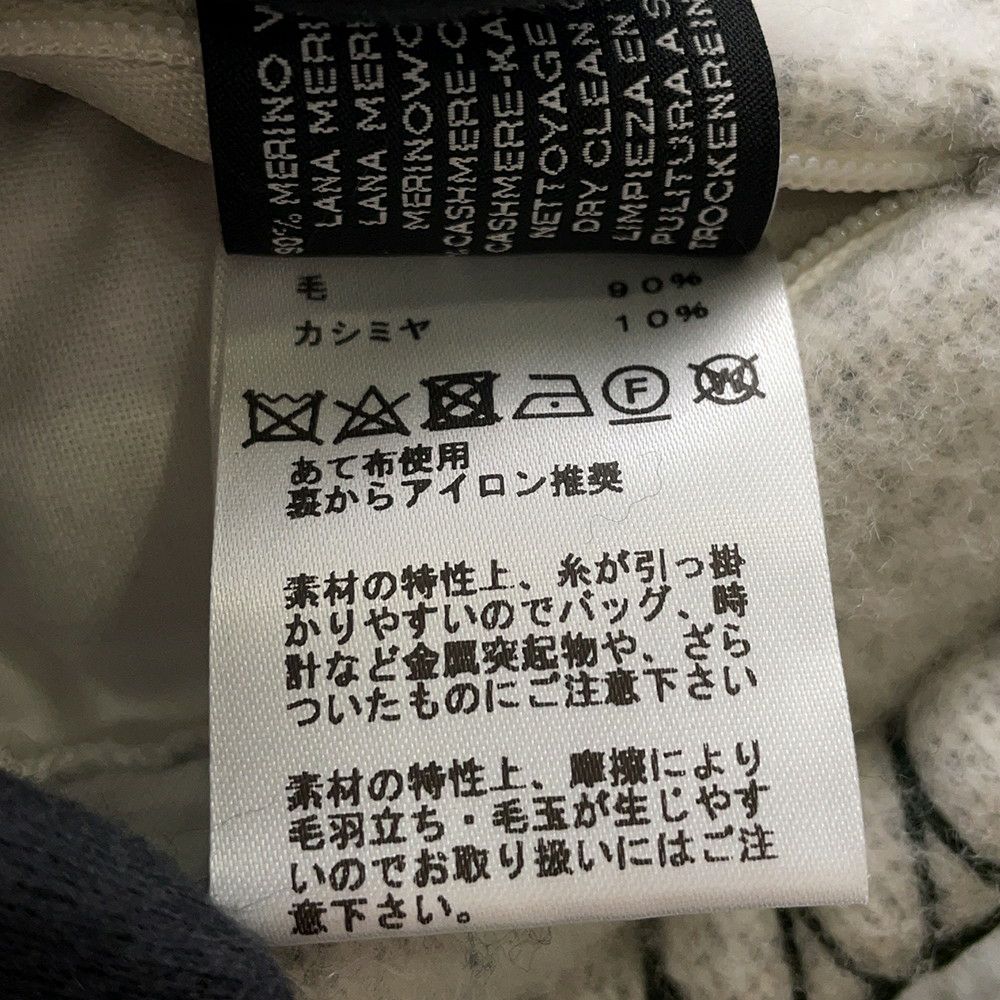 90% MERINO
LANA MERI
LANA MERI
MERINOWO
CASHMERE-C
CASHMERE-KA
NETTOYAGE
DRY CLEAN
LIMPIEZA EN
PULITURA A S
TROCKENREIN
毛 90%
カシミヤ 10%
F
W
あて布使用
裏からアイロン推奨
素材の特性上、糸が引っ掛
かりやすいのでバッグ、時
計など金属突起物や、ざら
ついたものにご注意下さい
素材の特性上、摩擦により
毛羽立ち・毛玉が生じやす
いのでお取り扱いにはご注
意下さい。